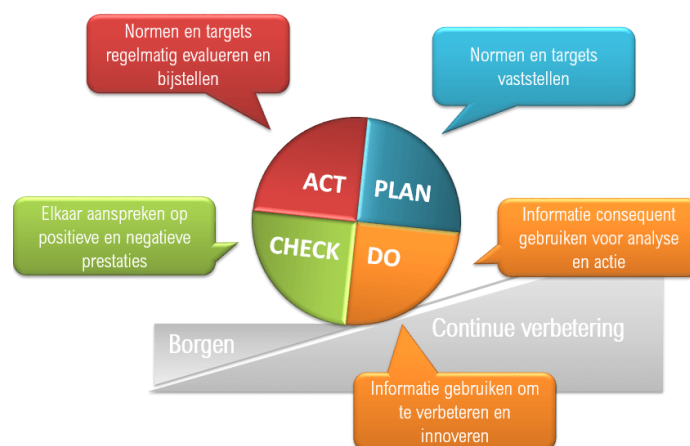 Normen en targets
regelmatig evalueren en
bijstellen
Normen en targets
vaststellen
ACT
PLAN
CHECK
DO
Elkaar aanspreken op
positieve en negatieve
prestaties
Informatie consequent
gebruiken voor analyse
en actie
Borgen
Continue verbetering
Informatie gebruiken om
te verbeteren en
innoveren